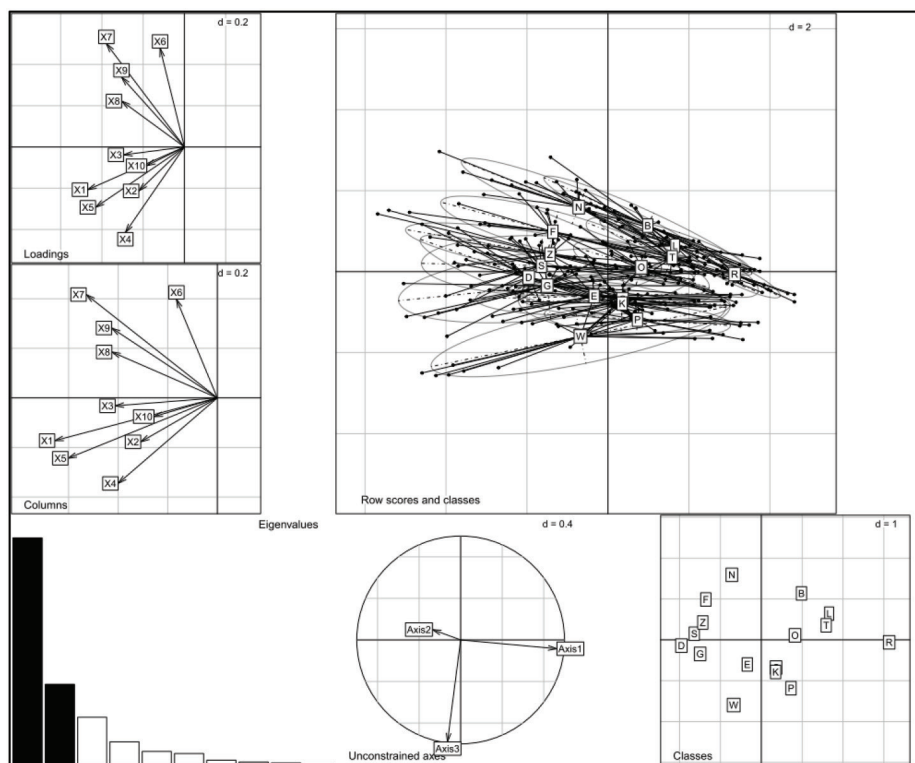 d = 0.2
X7
X6
X9
X8
X3
X10
X1
X2
X5
X4
Loadings
d = 0.2
X7
X6
X9
X8
X3
X10
X1
X2
X5
X4
Columns
d = 2
N
B
F
L
Z
T
S
O
D
R
G
E
K
P
W
Row scores and classes
Eigenvalues
d = 0.4
Axis2
Axis1
Axis3
Unconstrained axes
d = 1
N
B
F
L
Z
T
S
O
D
R
G
E
K
P
W
Classes